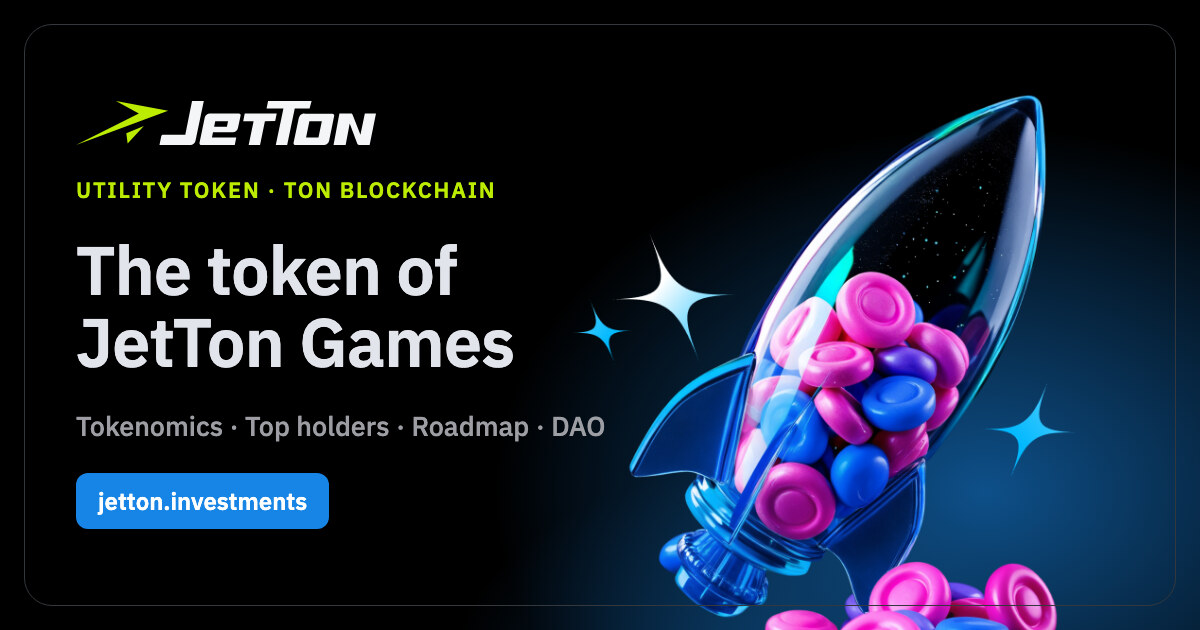 JetTon
UTILITY TOKEN · TON BLOCKCHAIN
The token of
JetTon Games
Tokenomics · Top holders · Roadmap · DAO
jetton.investments